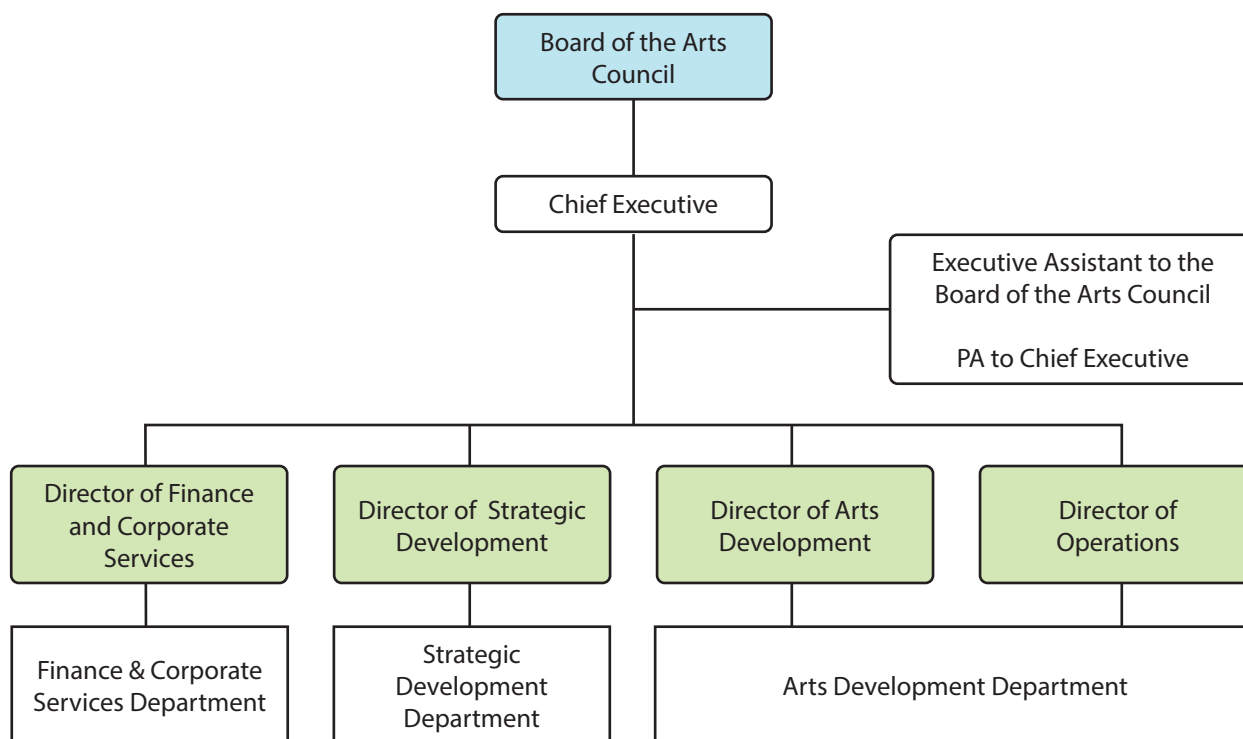 Board of the Arts
Council
Chief Executive
Executive Assistant to the
Board of the Arts Council
PA to Chief Executive
Director of Finance
and Corporate
Services
Director of Strategic
Development
Director of Arts
Development
Director of
Operations
Finance & Corporate
Services Department
Strategic
Development
Department
Arts Development Department